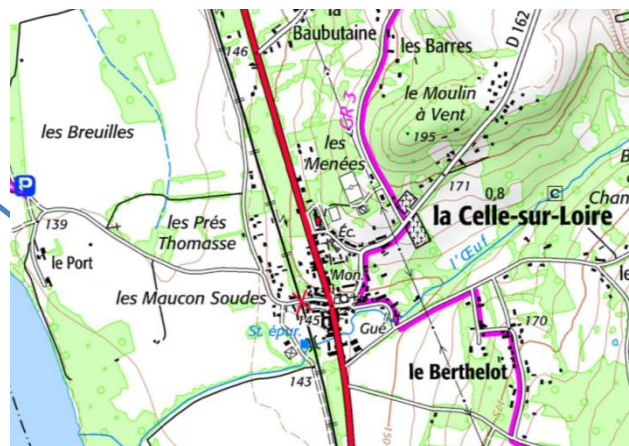 la
Baubutaine
146
les Barres
D 162
le Moulin
à Vent
195
GR 3
les Breuilles
les
Menées
P
171
0,8
C
B
Chan
la Celle-sur-Loire
139
les Prés
Thomasse
Éc.
l'Œuf
le Port
Mon.
le
les Maucon Soudes
145
Gué
St. épur.
170
143
le Berthelot
150